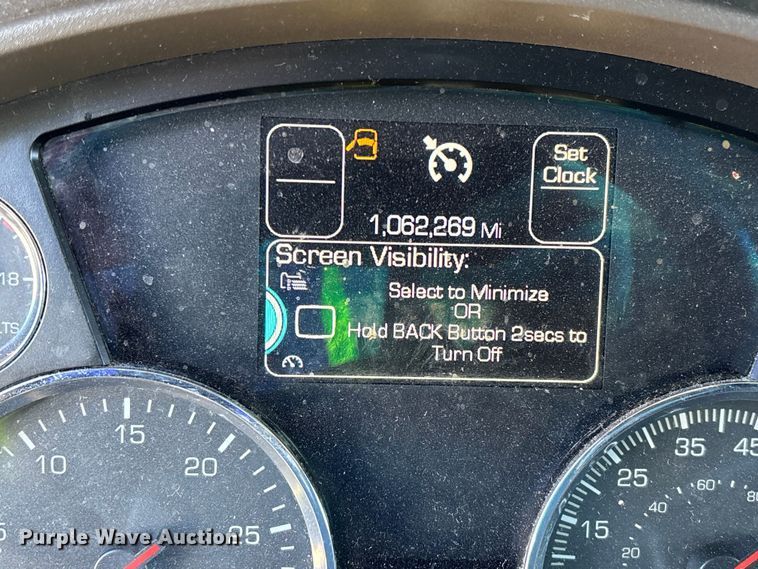 Set
Clock
1,062,269 Mi
Screen Visibility:
Select to Minimize
OR
Hold BACK Button 2secs to
Turn Off
18
LTS
10
15
20
25
5
15
25
35
45
20
40
60
80
Purple Wave Auction